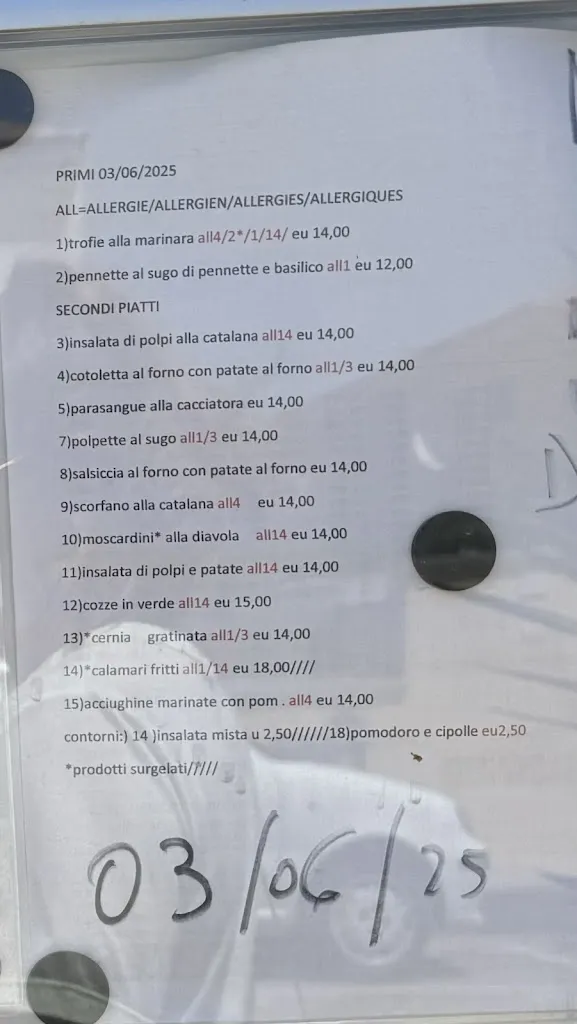 PRIMI 03/06/2025
ALL=ALLERGIE/ALLERGIEN/ALLERGIES/ALLERGIQUES
1)trofie alla marinara all4/2*/1/14/ eu 14,00
2)pennette al sugo di pennette e basilico all1 eu 12,00
SECONDI PIATTI
3)insalata di polpi alla catalana all14 eu 14,00
4)cotoletta al forno con patate al forno all1/3 eu 14,00
5)parasangue alla cacciatora eu 14,00
7)polpette al sugo all1/3 eu 14,00
8)salsiccia al forno con patate al forno eu 14,00
9)scorfano alla catalana all4 eu 14,00
10)moscardini* alla diavola all14 eu 14,00
11)insalata di polpi e patate all14 eu 14,00
12)cozze in verde all14 eu 15,00
13)*cernia gratinata all1/3 eu 14,00
14)*calamari fritti all1/14 eu 18,00////
15)acciughine marinate con pom . all4 eu 14,00
contorni:) 14 )insalata mista u 2,50//////18)pomodoro e cipolle eu2,50
*prodotti surgelati/////
03/06/25